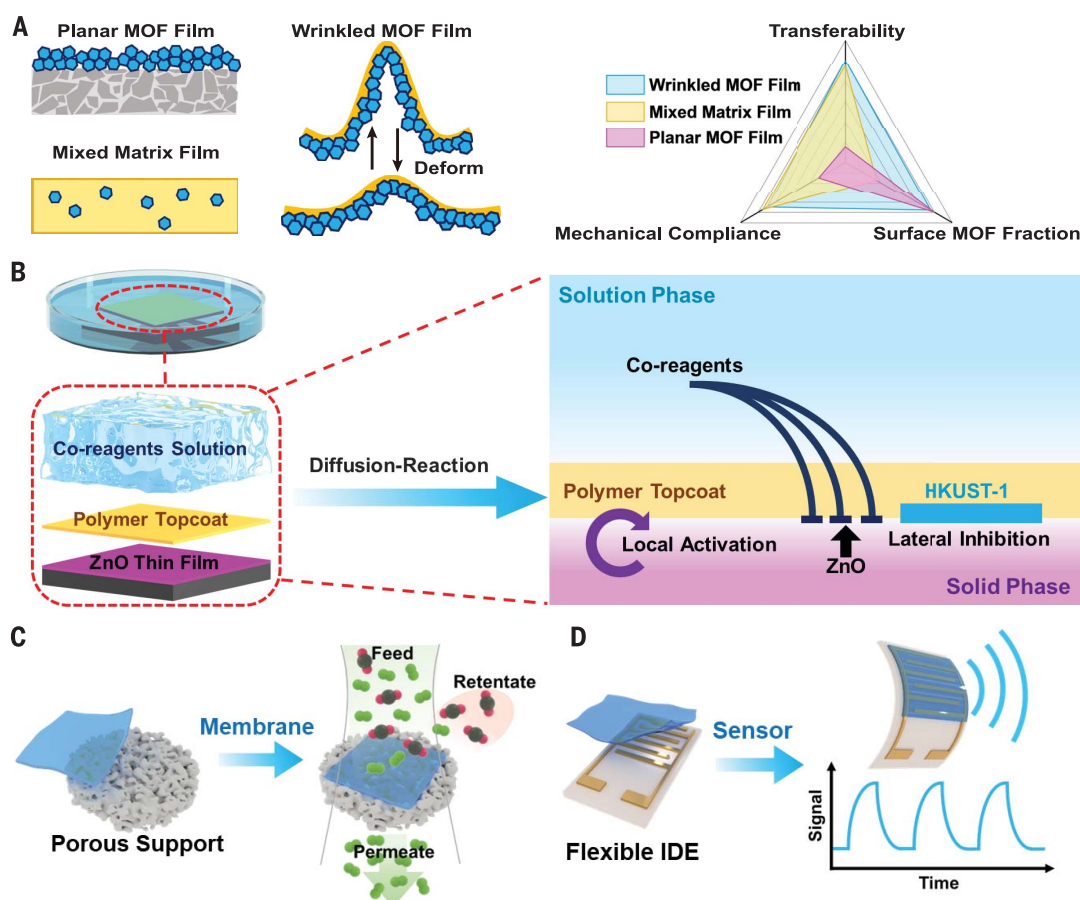 A
Planar MOF Film
Mixed Matrix Film
Wrinkled MOF Film
Deform
Transferability
Wrinkled MOF Film
Mixed Matrix Film
Planar MOF Film
Mechanical Compliance
Surface MOF Fraction
B
Co-reagents Solution
Polymer Topcoat
ZnO Thin Film
Diffusion-Reaction
Solution Phase
Co-reagents
Polymer Topcoat
HKUST-1
Local Activation
ZnO
Lateral Inhibition
Solid Phase
C
Porous Support
Membrane
Feed
Retentate
Permeate
D
Flexible IDE
Sensor
Signal
Time